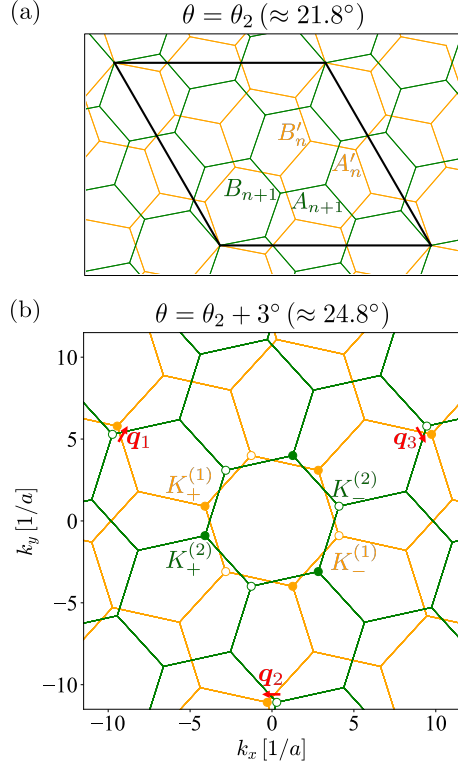 (a)
θ = θ₂ (≈ 21.8°)
B′ₙ
A′ₙ
Bₙ₊₁
Aₙ₊₁
(b)
θ = θ₂ + 3° (≈ 24.8°)
10
5
0
−5
−10
k_y [1/a]
q₁
q₃
K₊⁽¹⁾
K₋⁽²⁾
K₊⁽²⁾
K₋⁽¹⁾
q₂
−10 −5 0 5 10
k_x [1/a]